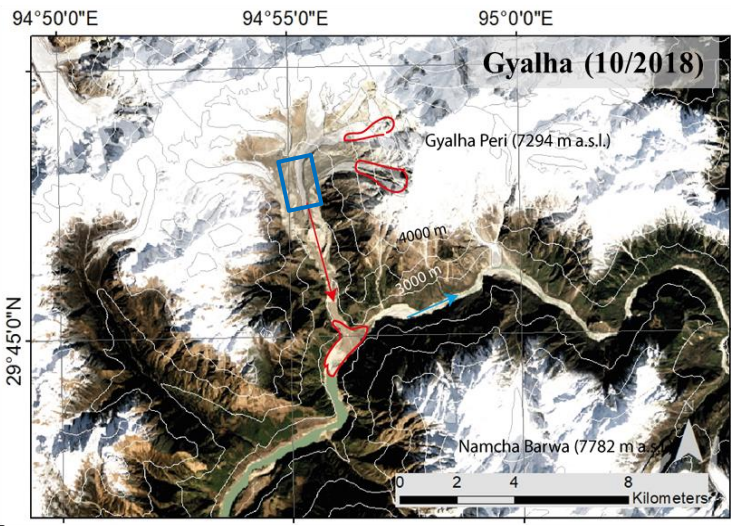 94°50'0"E 94°55'0"E 95°0'0"E
Gyalha (10/2018)
Gyalha Peri (7294 m a.s.l.)
4000 m
3000 m
29°45'0"N
Namcha Barwa (7782 m a.s.l.)
0 2 4 8
Kilometers